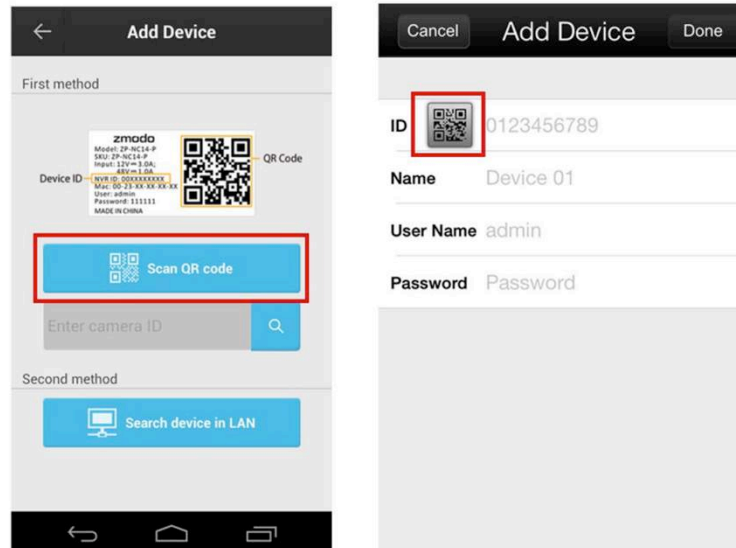 Add Device
First method
zmodo
Model: ZP-NC14-P
SKU: ZP-NC14-P
Input: 12V⎓3.0A;
48V⎓1.0A
NVR ID: 00XXXXXXXX
Mac: 00-23-XX-XX-XX-XX
User: admin
Password: 111111
MADE IN CHINA
Device ID
QR Code
Scan QR code
Enter camera ID
Second method
Search device in LAN
Cancel Add Device Done
ID 0123456789
Name Device 01
User Name admin
Password Password